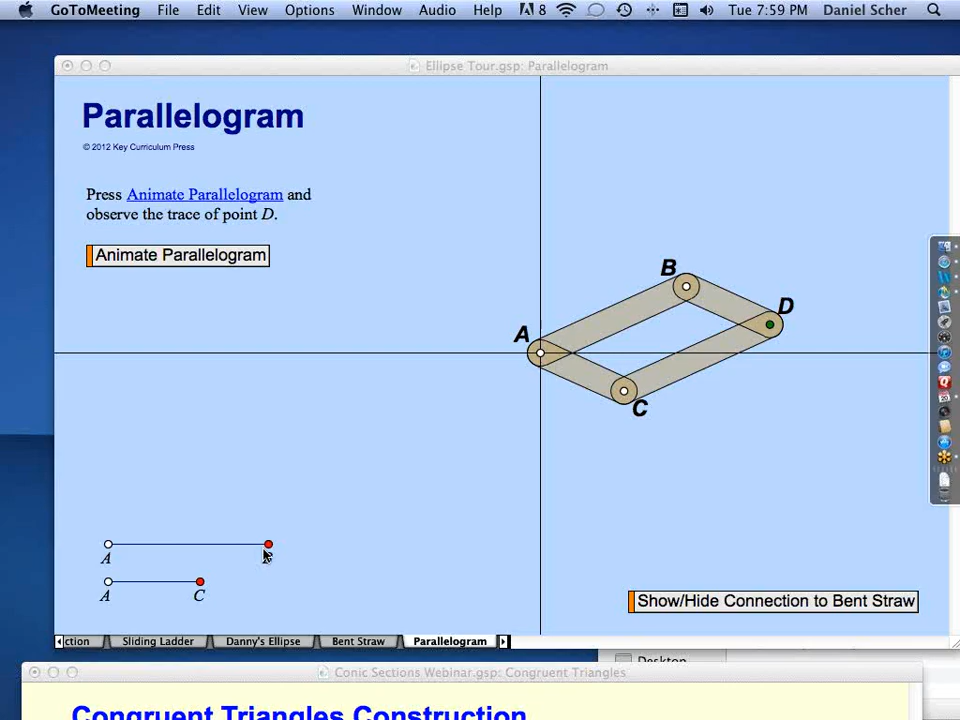 GoToMeeting File Edit View Options Window Audio Help 8 Tue 7:59 PM Daniel Scher
Ellipse Tour.gsp: Parallelogram
Parallelogram
© 2012 Key Curriculum Press
Press Animate Parallelogram and
observe the trace of point D.
Animate Parallelogram
B
D
A
C
A
A C
Show/Hide Connection to Bent Straw
ction Sliding Ladder Danny's Ellipse Bent Straw Parallelogram
Desktop
Conic Sections Webinar.gsp: Congruent Triangles
Congruent Triangles Construction